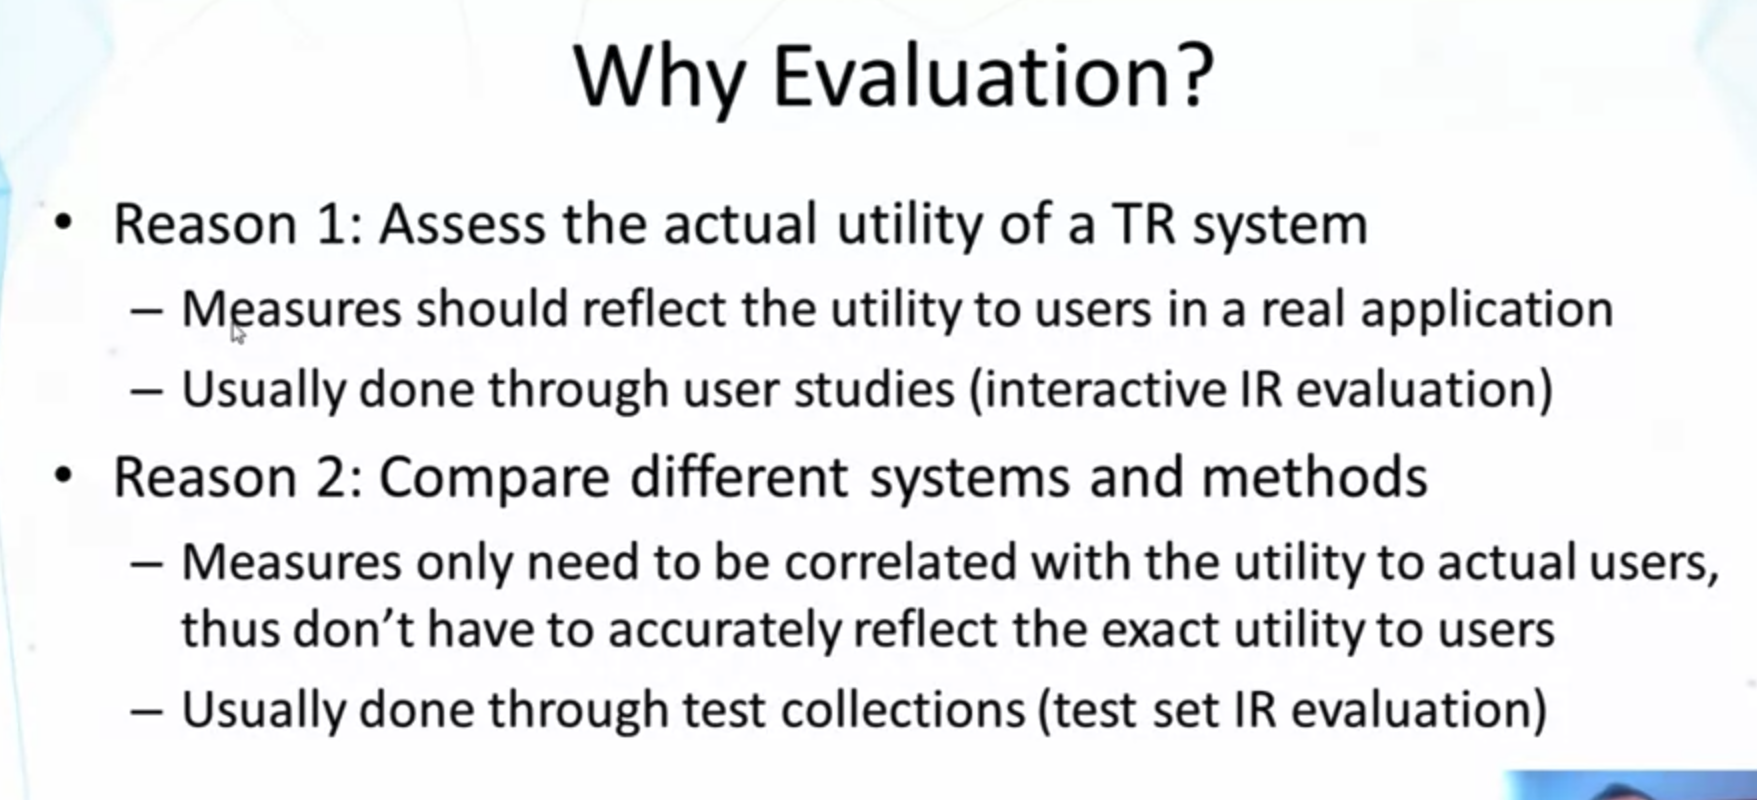 Why Evaluation?
• Reason 1: Assess the actual utility of a TR system
– Measures should reflect the utility to users in a real application
– Usually done through user studies (interactive IR evaluation)
• Reason 2: Compare different systems and methods
– Measures only need to be correlated with the utility to actual users,
thus don't have to accurately reflect the exact utility to users
– Usually done through test collections (test set IR evaluation)